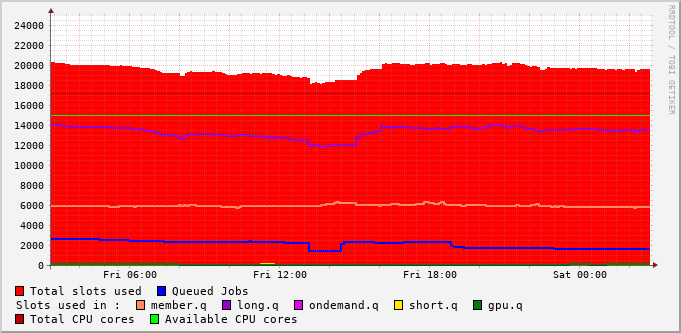 RRDTOOL / TOBI OETIKER
24000
22000
20000
18000
16000
14000
12000
10000
8000
6000
4000
2000
0
Fri 06:00 Fri 12:00 Fri 18:00 Sat 00:00
Total slots used Queued Jobs
Slots used in : member.q long.q ondemand.q short.q gpu.q
Total CPU cores Available CPU cores